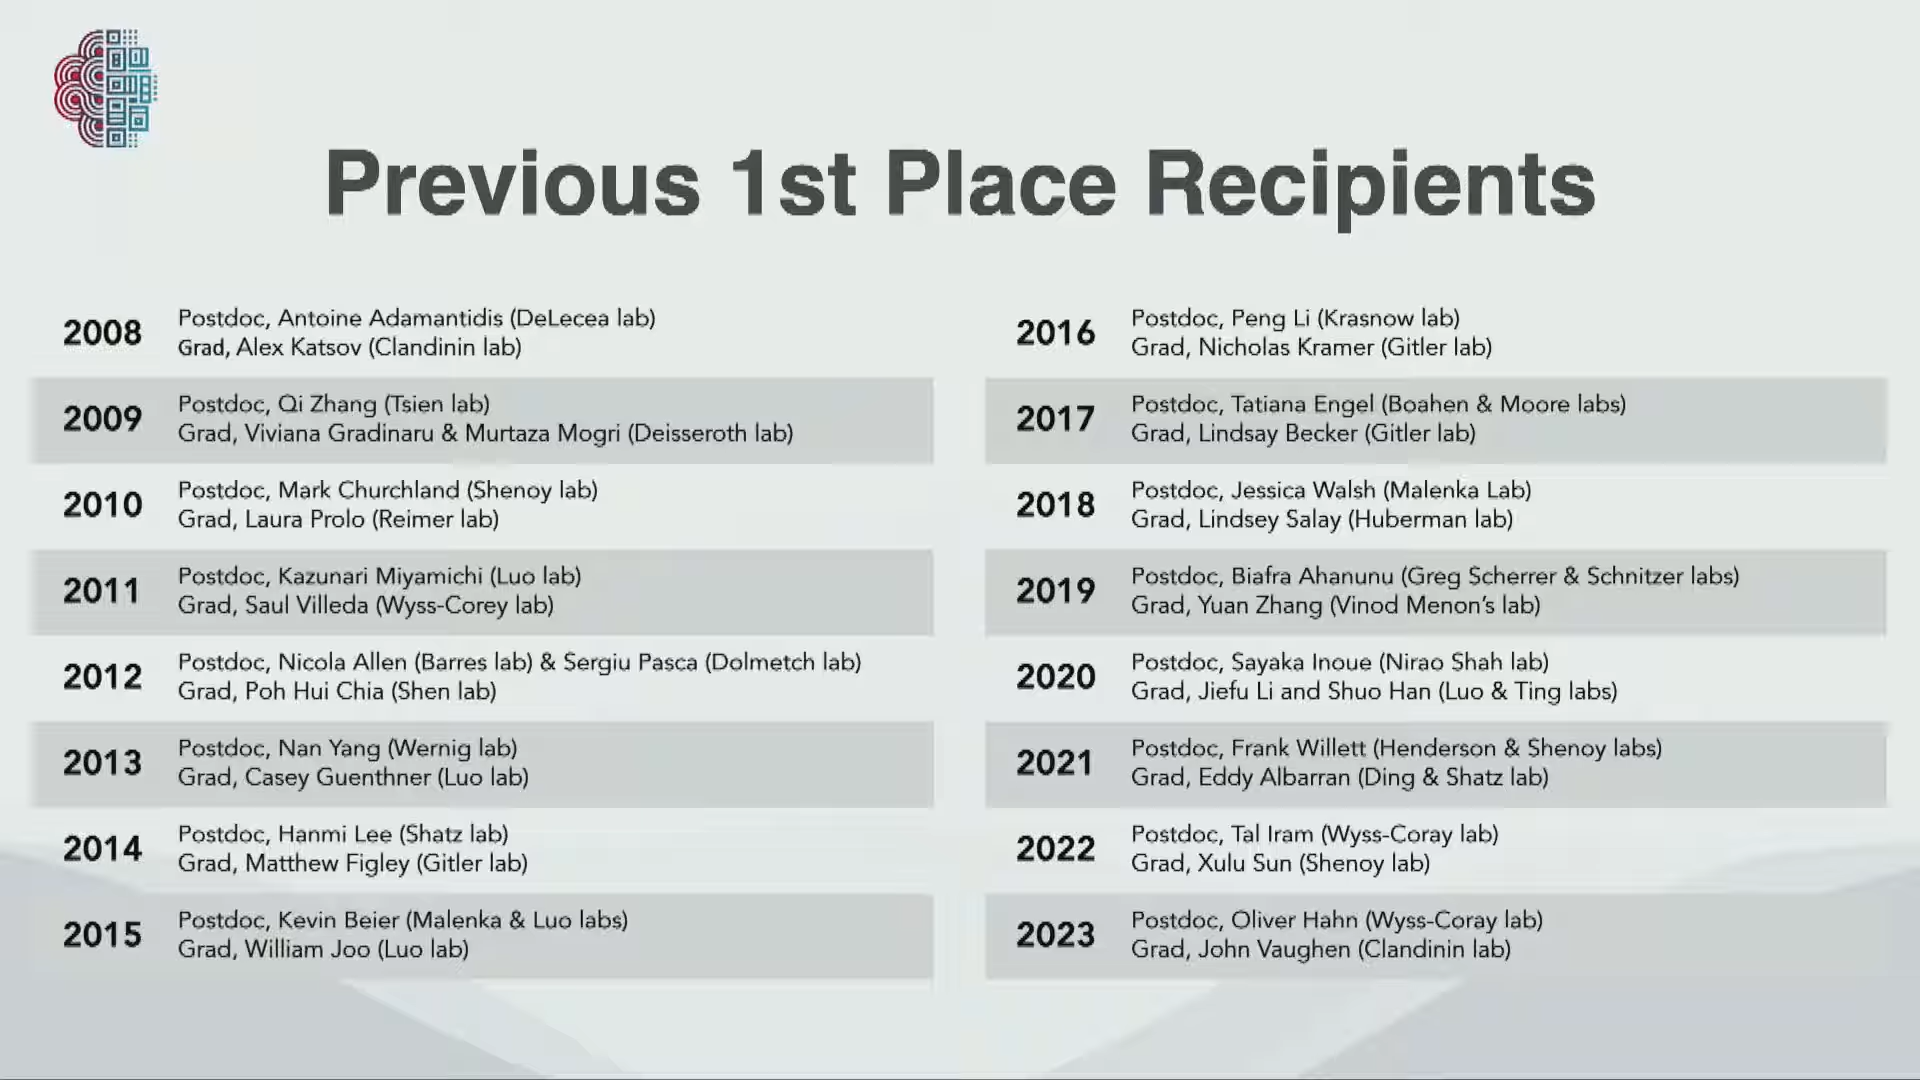 Previous 1st Place Recipients
2008
Postdoc, Antoine Adamantidis (DeLecea lab)
Grad, Alex Katsov (Clandinin lab)
2009
Postdoc, Qi Zhang (Tsien lab)
Grad, Viviana Gradinaru & Murtaza Mogri (Deisseroth lab)
2010
Postdoc, Mark Churchland (Shenoy lab)
Grad, Laura Prolo (Reimer lab)
2011
Postdoc, Kazunari Miyamichi (Luo lab)
Grad, Saul Villeda (Wyss-Corey lab)
2012
Postdoc, Nicola Allen (Barres lab) & Sergiu Pasca (Dolmetch lab)
Grad, Poh Hui Chia (Shen lab)
2013
Postdoc, Nan Yang (Wernig lab)
Grad, Casey Guenthner (Luo lab)
2014
Postdoc, Hanmi Lee (Shatz lab)
Grad, Matthew Figley (Gitler lab)
2015
Postdoc, Kevin Beier (Malenka & Luo labs)
Grad, William Joo (Luo lab)
2016
Postdoc, Peng Li (Krasnow lab)
Grad, Nicholas Kramer (Gitler lab)
2017
Postdoc, Tatiana Engel (Boahen & Moore labs)
Grad, Lindsay Becker (Gitler lab)
2018
Postdoc, Jessica Walsh (Malenka Lab)
Grad, Lindsey Salay (Huberman lab)
2019
Postdoc, Biafra Ahanunu (Greg Scherrer & Schnitzer labs)
Grad, Yuan Zhang (Vinod Menon’s lab)
2020
Postdoc, Sayaka Inoue (Nirao Shah lab)
Grad, Jiefu Li and Shuo Han (Luo & Ting labs)
2021
Postdoc, Frank Willett (Henderson & Shenoy labs)
Grad, Eddy Albarran (Ding & Shatz lab)
2022
Postdoc, Tal Iram (Wyss-Coray lab)
Grad, Xulu Sun (Shenoy lab)
2023
Postdoc, Oliver Hahn (Wyss-Coray lab)
Grad, John Vaughen (Clandinin lab)